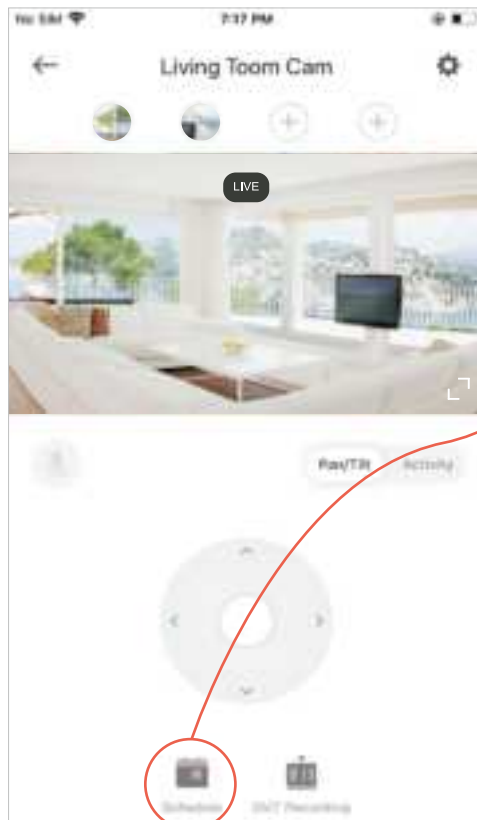 No SIM 7:17 PM
Living Toom Cam
LIVE
Pan/Tilt Activity
Schedule 24/7 Recording